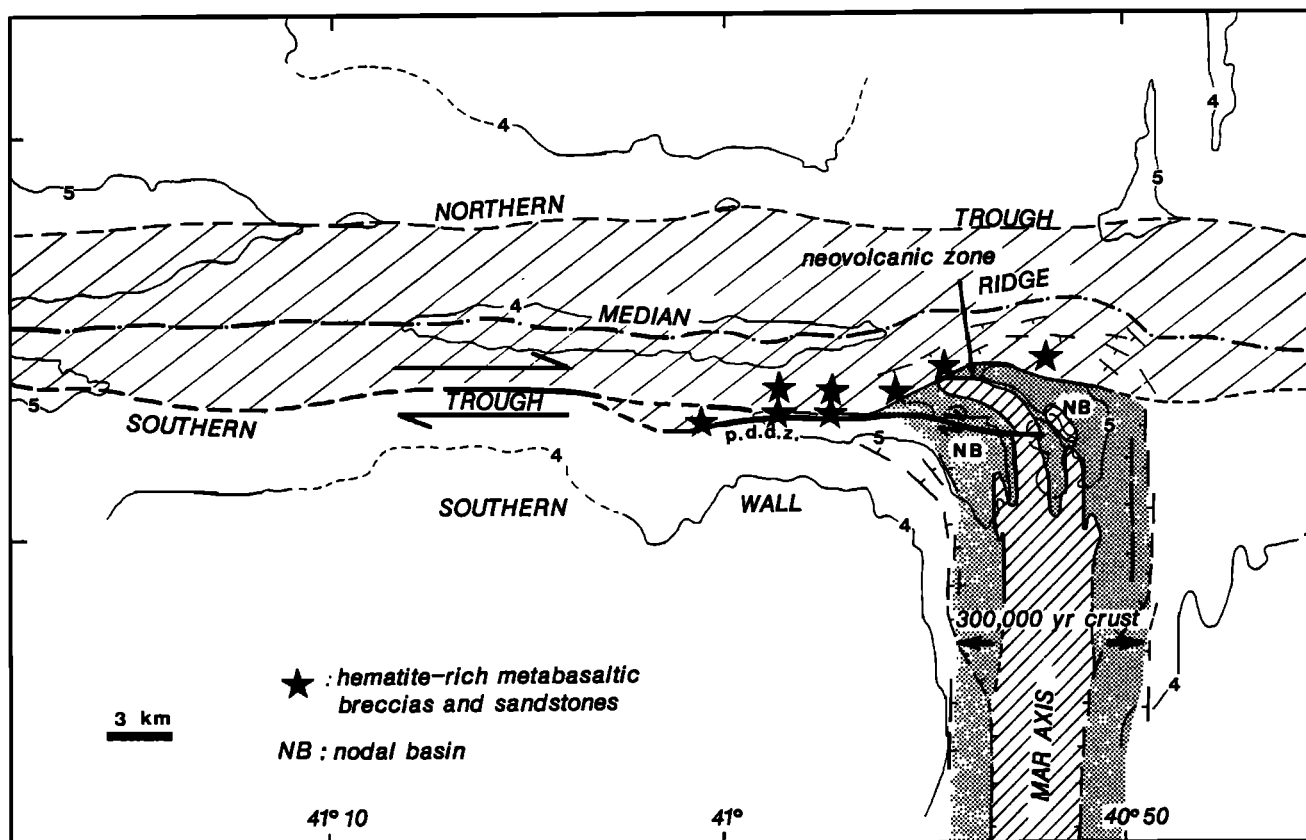 4
4
5
5
NORTHERN
TROUGH
neovolcanic zone
RIDGE
4
MEDIAN
5
TROUGH
SOUTHERN
p.d.d.z.
5
NB
NB
5
4
SOUTHERN
WALL
4
300,000 yr crust
4
★ : hematite-rich metabasaltic
breccias and sandstones
3 km
NB : nodal basin
MAR AXIS
41° 10
41°
40° 50